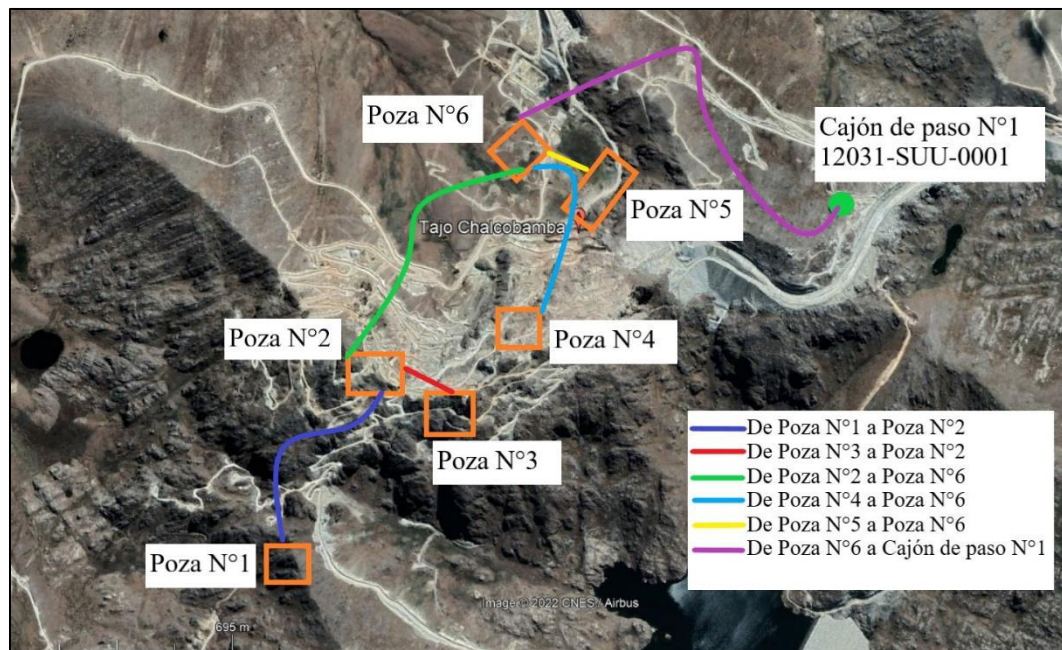 Poza N°6
Cajón de paso N°1
12031-SUU-0001
Poza N°5
Tajo Chalcobamba
Poza N°2
Poza N°4
Poza N°3
Poza N°1
De Poza N°1 a Poza N°2
De Poza N°3 a Poza N°2
De Poza N°2 a Poza N°6
De Poza N°4 a Poza N°6
De Poza N°5 a Poza N°6
De Poza N°6 a Cajón de paso N°1
Image © 2022 CNES / Airbus
695 m